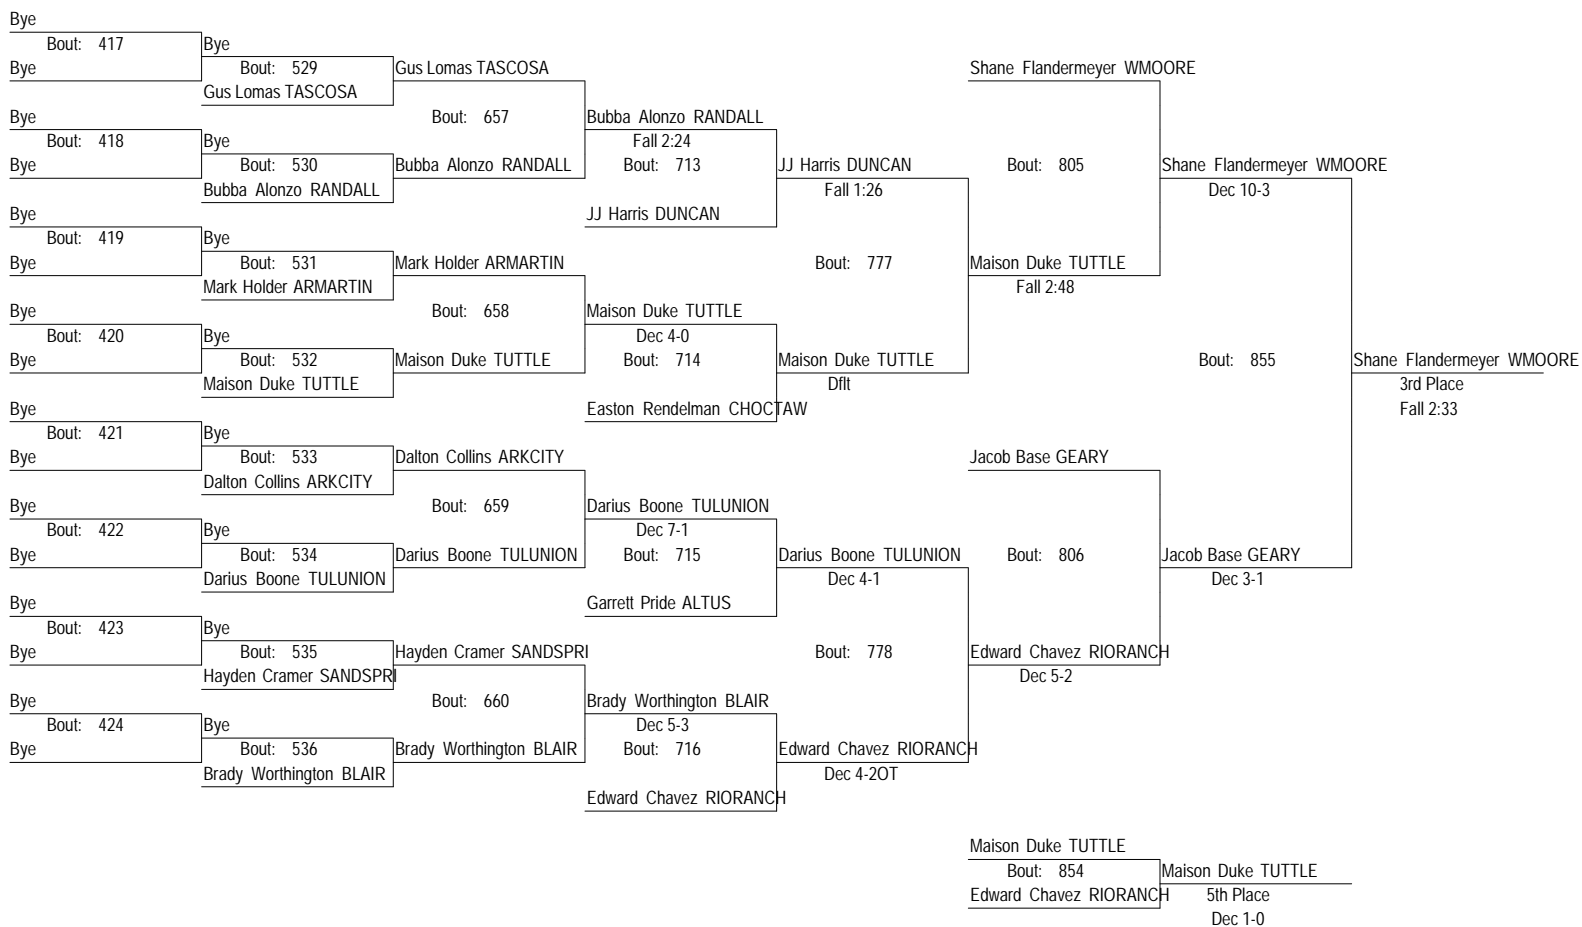 Bye
Bout: 417
Bye
Bye
Bout: 529
Gus Lomas TASCOSA
Gus Lomas TASCOSA
Shane Flandermeyer WMOORE
Bye
Bout: 657
Bubba Alonzo RANDALL
Fall 2:24
Bout: 418
Bye
Bye
Bout: 530
Bubba Alonzo RANDALL
Bubba Alonzo RANDALL
Bout: 713
JJ Harris DUNCAN
Fall 1:26
Bout: 805
Shane Flandermeyer WMOORE
Dec 10-3
Bye
JJ Harris DUNCAN
Bout: 419
Bye
Bye
Bout: 531
Mark Holder ARMARTIN
Mark Holder ARMARTIN
Bout: 777
Maison Duke TUTTLE
Fall 2:48
Bye
Bout: 658
Maison Duke TUTTLE
Dec 4-0
Bout: 420
Bye
Bye
Bout: 532
Maison Duke TUTTLE
Maison Duke TUTTLE
Bout: 714
Maison Duke TUTTLE
Dflt
Bout: 855
Shane Flandermeyer WMOORE
3rd Place
Fall 2:33
Bye
Easton Rendelman CHOCTAW
Bout: 421
Bye
Bye
Bout: 533
Dalton Collins ARKCITY
Dalton Collins ARKCITY
Jacob Base GEARY
Bye
Bout: 659
Darius Boone TULUNION
Dec 7-1
Bout: 422
Bye
Bye
Bout: 534
Darius Boone TULUNION
Darius Boone TULUNION
Bout: 715
Darius Boone TULUNION
Dec 4-1
Bout: 806
Jacob Base GEARY
Dec 3-1
Bye
Garrett Pride ALTUS
Bout: 423
Bye
Bye
Bout: 535
Hayden Cramer SANDSPRI
Hayden Cramer SANDSPRI
Bout: 778
Edward Chavez RIORANCH
Dec 5-2
Bye
Bout: 660
Brady Worthington BLAIR
Dec 5-3
Bout: 424
Bye
Bye
Bout: 536
Brady Worthington BLAIR
Brady Worthington BLAIR
Bout: 716
Edward Chavez RIORANCH
Dec 4-2OT
Edward Chavez RIORANCH
Maison Duke TUTTLE
Bout: 854
Edward Chavez RIORANCH
Maison Duke TUTTLE
5th Place
Dec 1-0